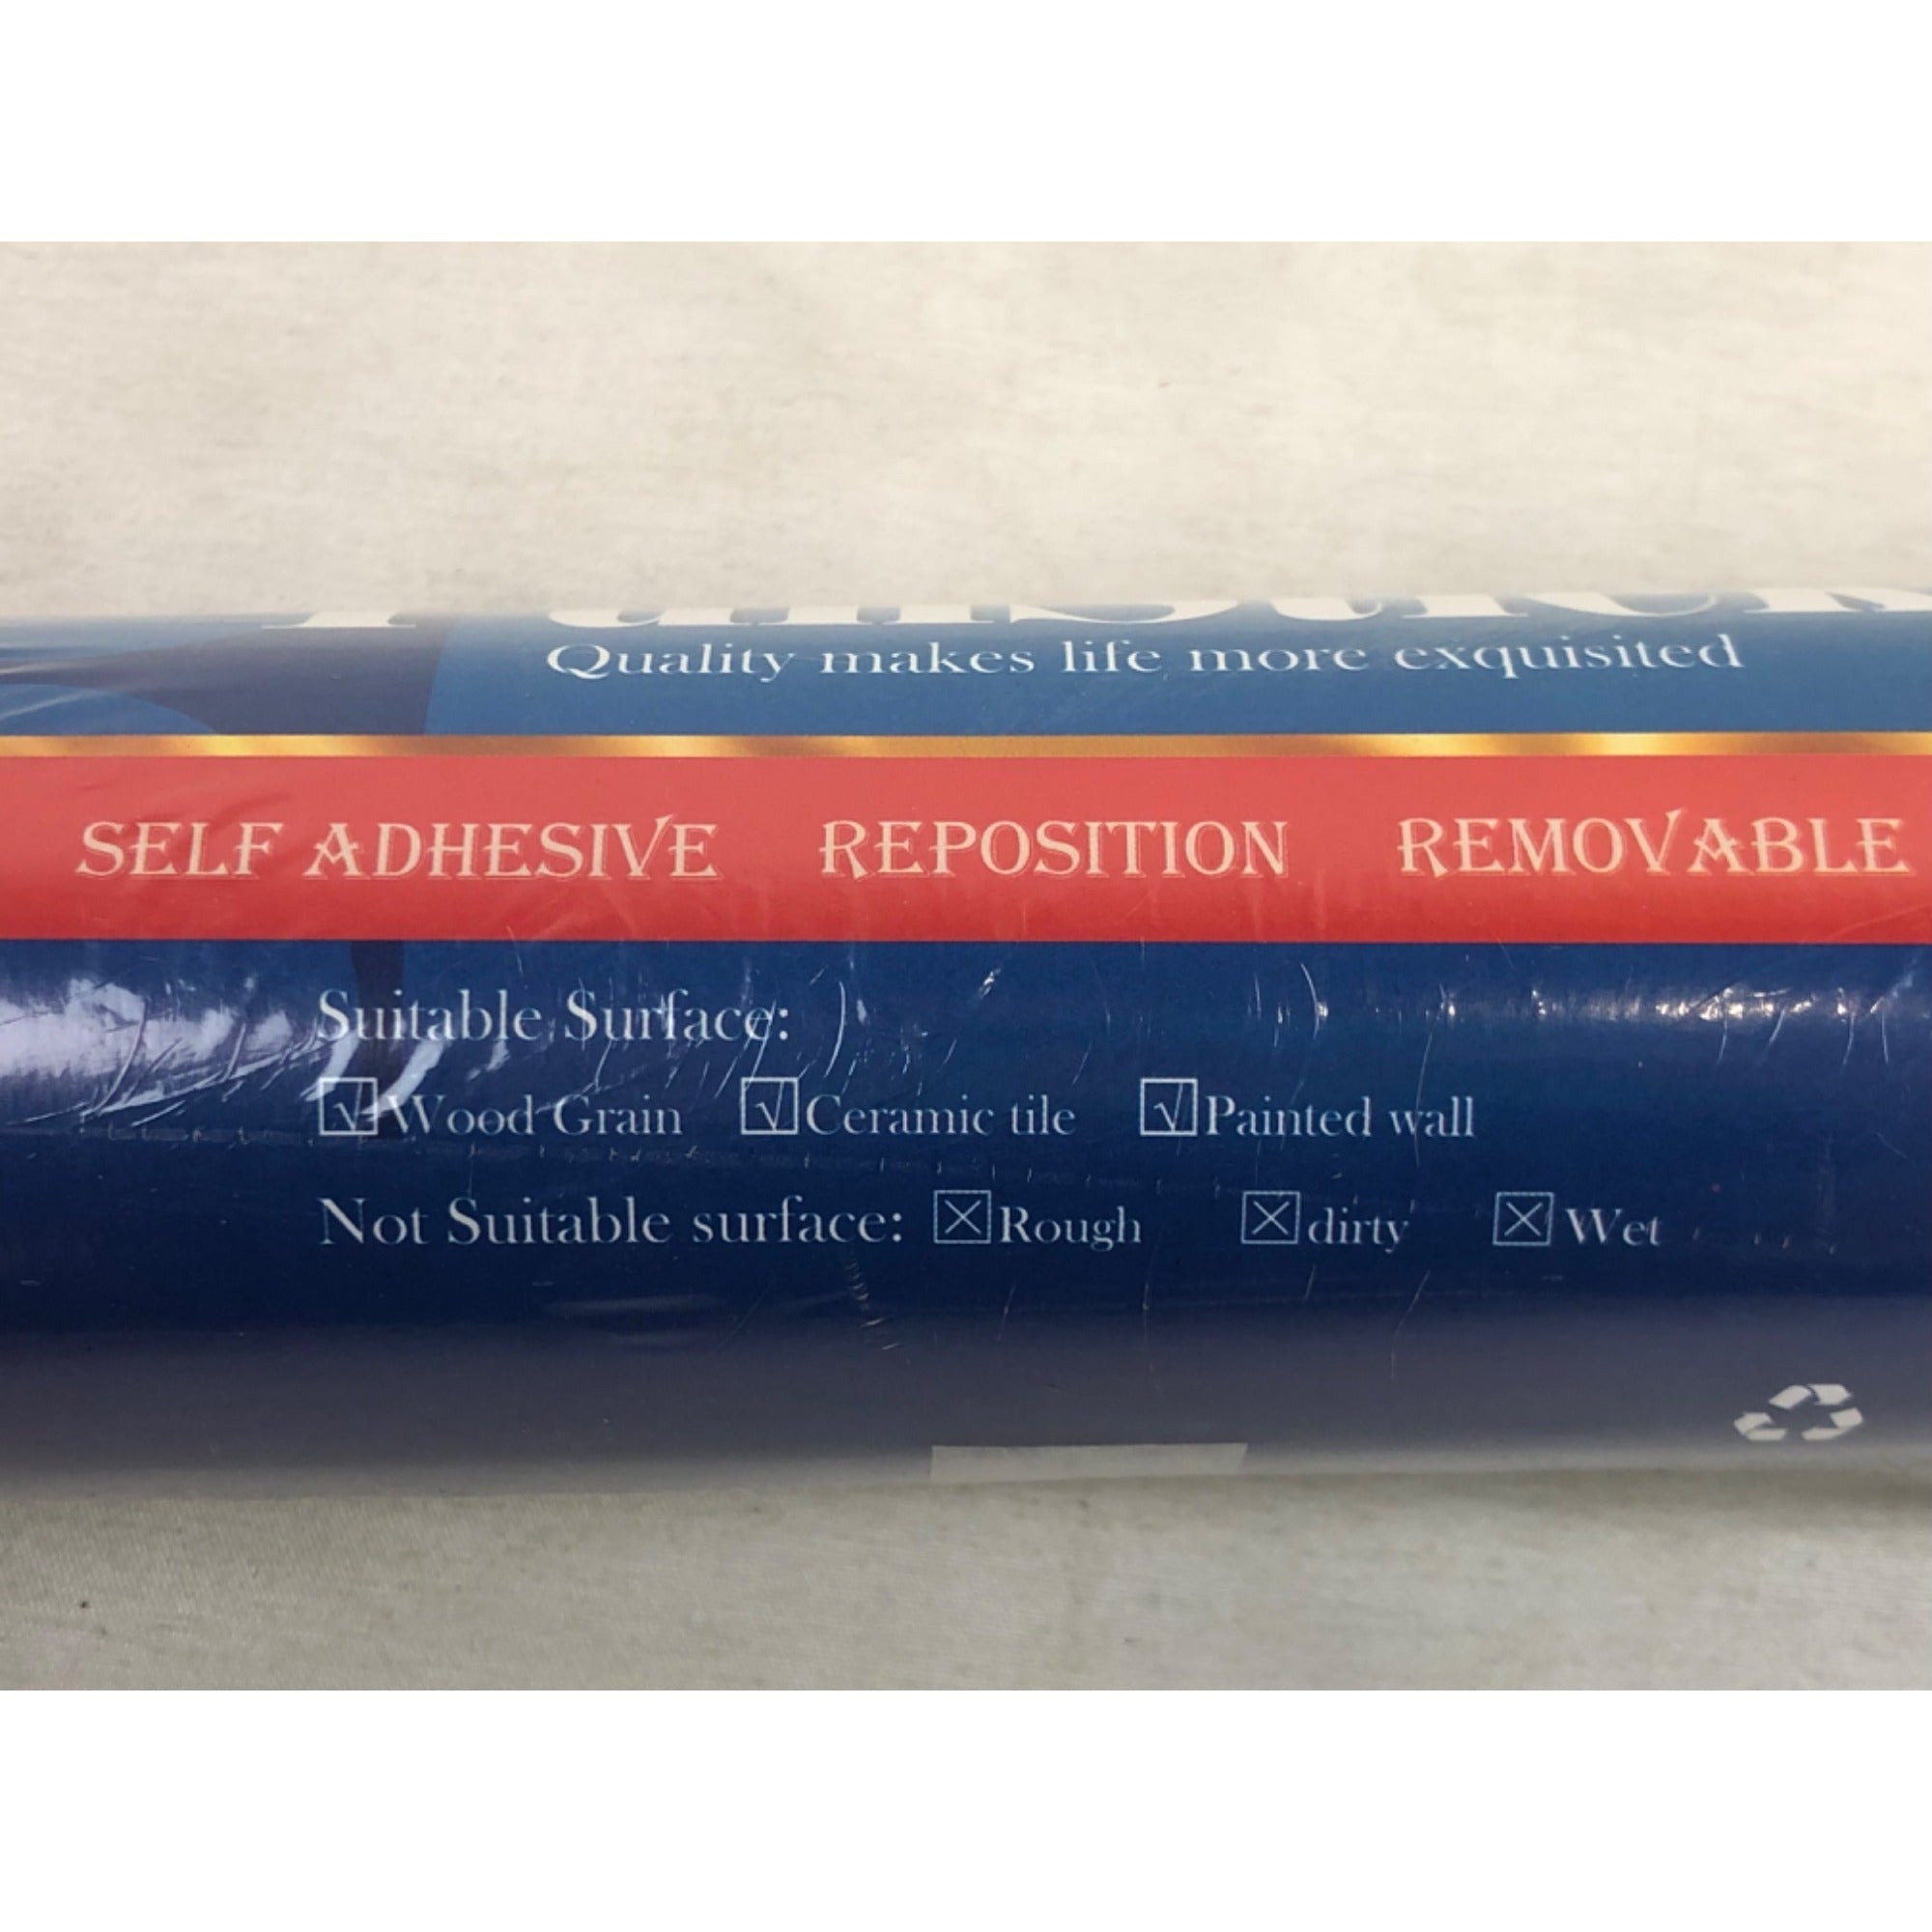 Quality makes life more exquisited
SELF ADHESIVE REPOSITION REMOVABLE
Suitable Surface:
☑Wood Grain ☑Ceramic tile ☑Painted wall
Not Suitable surface: ☒Rough ☒dirty ☒Wet